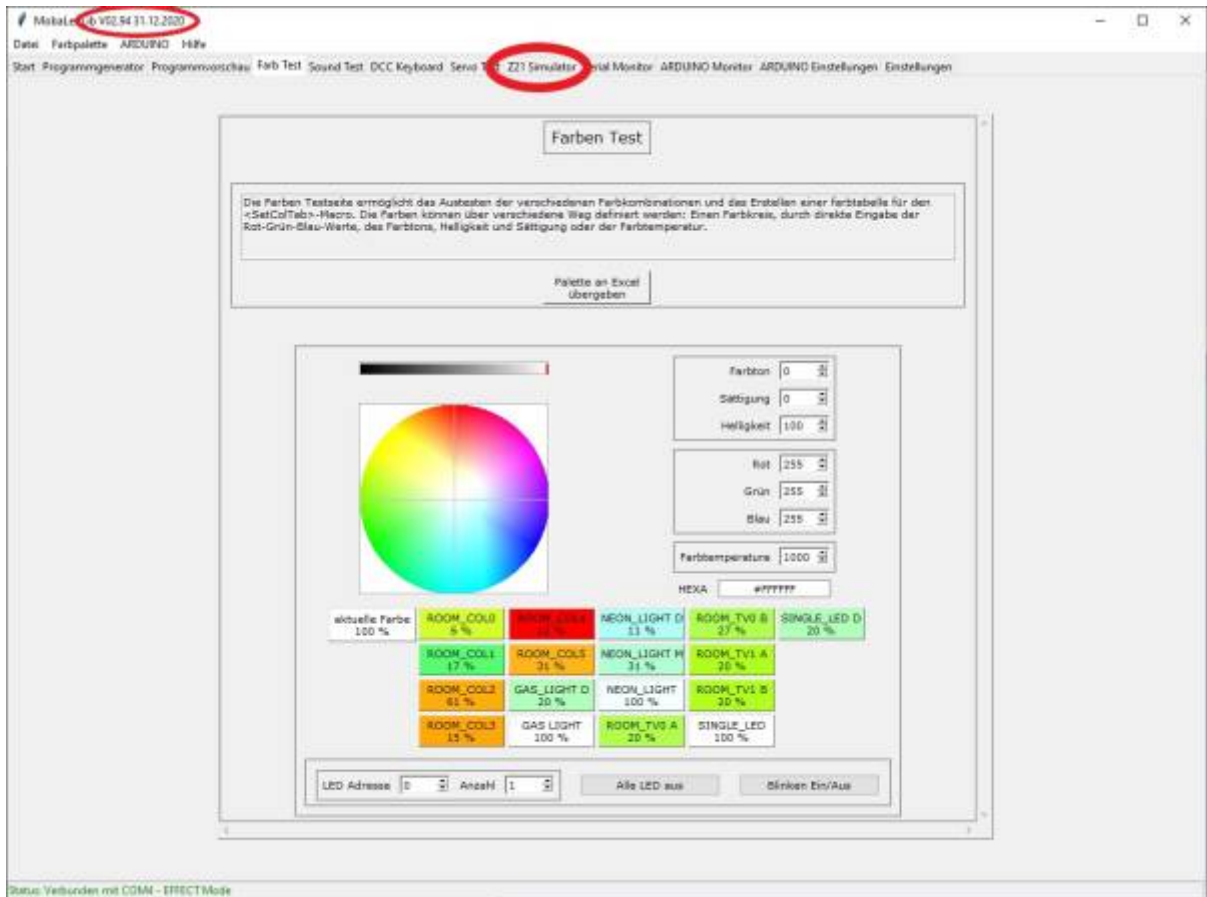 V02.94 31.12.2020
Datei Farbpalette ARDUINO Hilfe
Start Programmgenerator Programmvorschau Farb Test Sound Test DCC Keyboard Servo Z21 Simulator Monitor ARDUINO Monitor ARDUINO Einstellungen Einstellungen
Farben Test
Die Farben Testseite ermöglicht das Austesten der verschiedenen Farbkombinationen und das Erstellen einer farbtabelle für den
<SetColTab>-Macro. Die Farben können über verschiedene Weg definiert werden: Einen Farbkreis, durch direkte Eingabe der
Rot-Grün-Blau-Werte, des Farbtons, Helligkeit und Sättigung oder der Farbtemperatur.
Palette an Excel
übergeben
Farbton 0
Sättigung 0
Helligkeit 100
Rot 255
Grün 255
Blau 255
Farbtemperature 1000
HEXA #FFFFFF
aktuelle Farbe ROOM_COL0 NEON_LIGHT D ROOM_TV0 B SINGLE_LED D
100 % 5 % 11 % 27 % 20 %
ROOM_COL1 ROOM_COL5 NEON_LIGHT M ROOM_TV1 A
17 % 31 % 31 % 20 %
ROOM_COL2 GAS_LIGHT D NEON_LIGHT ROOM_TV1 B
61 % 20 % 100 % 20 %
ROOM_COL3 GAS LIGHT ROOM_TV0 A SINGLE_LED
15 % 100 % 20 % 100 %
LED Adresse 0 Anzahl 1 Alle LED aus Blinken Ein/Aus
Status: Verbunden mit COM4 - EFFECT Mode